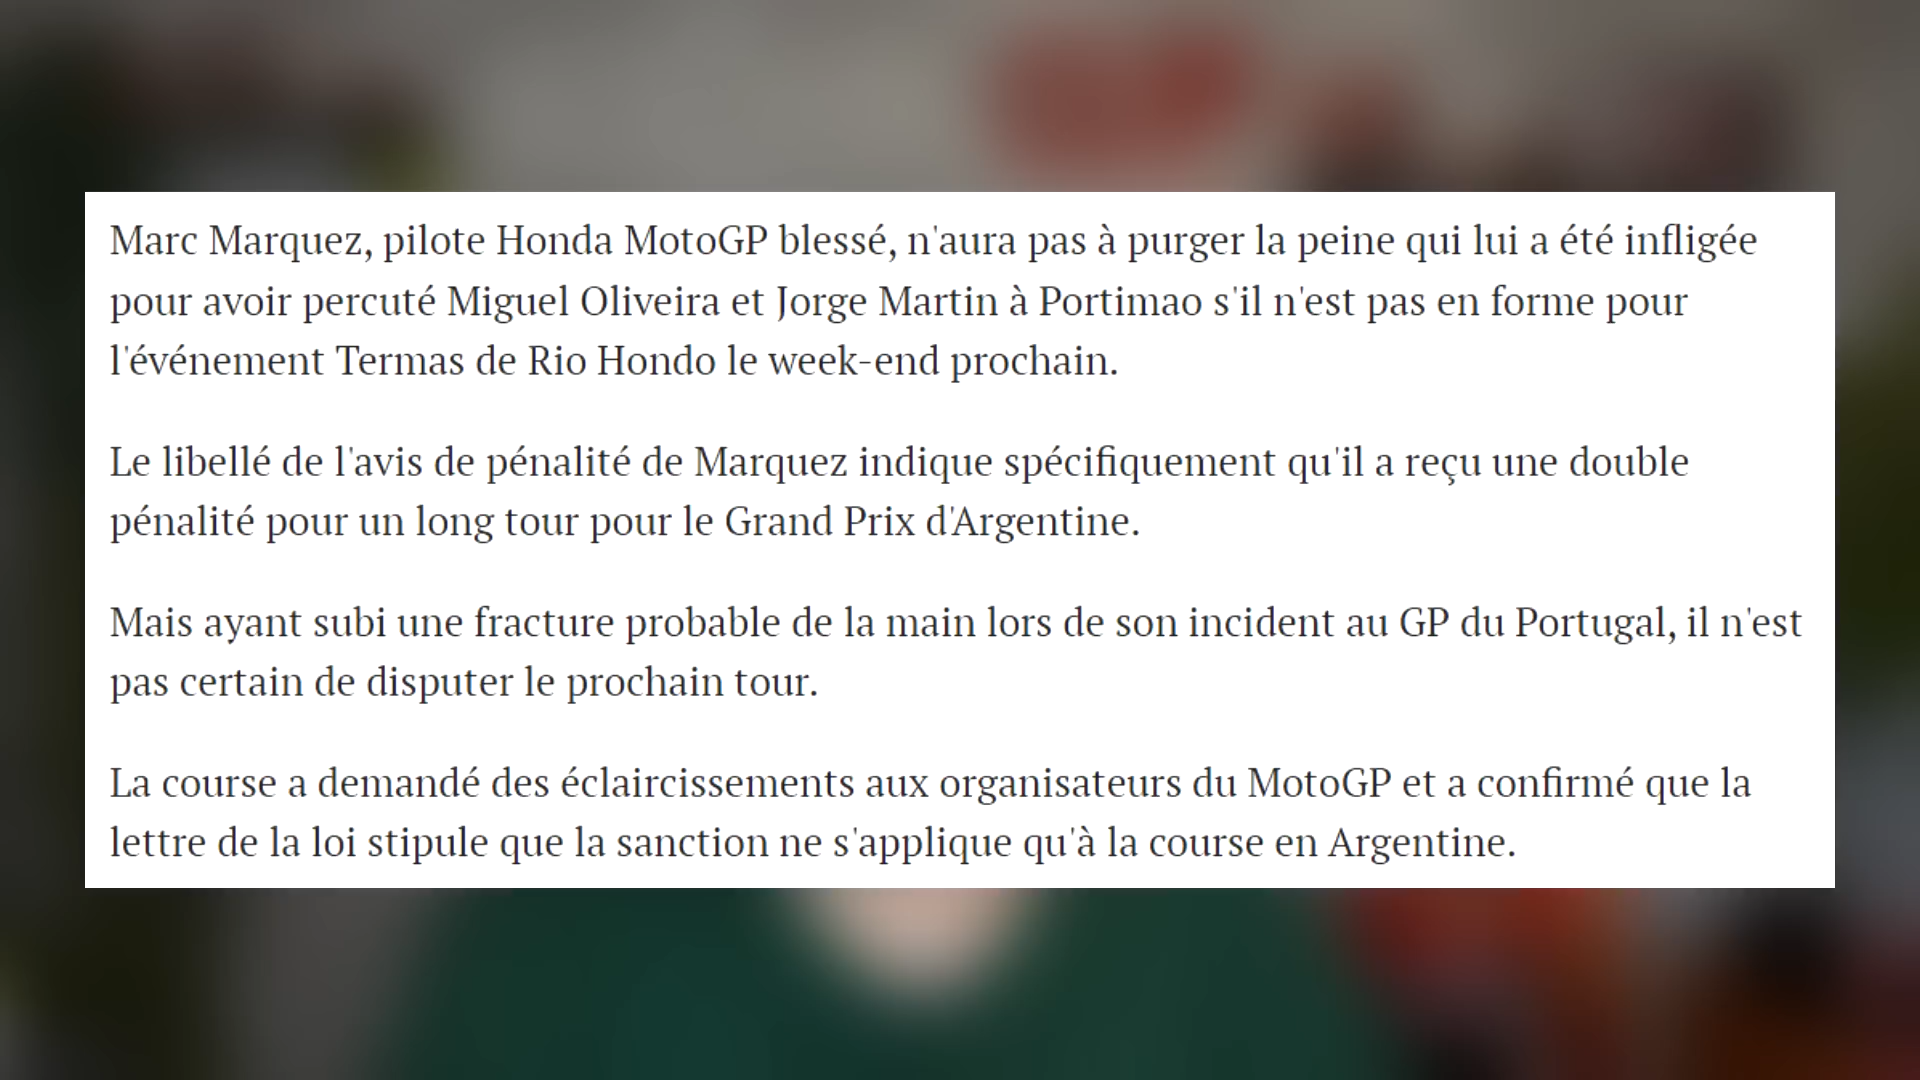 Marc Marquez, pilote Honda MotoGP blessé, n'aura pas à purger la peine qui lui a été infligée
pour avoir percuté Miguel Oliveira et Jorge Martin à Portimao s'il n'est pas en forme pour
l'événement Termas de Rio Hondo le week-end prochain.
Le libellé de l'avis de pénalité de Marquez indique spécifiquement qu'il a reçu une double
pénalité pour un long tour pour le Grand Prix d'Argentine.
Mais ayant subi une fracture probable de la main lors de son incident au GP du Portugal, il n'est
pas certain de disputer le prochain tour.
La course a demandé des éclaircissements aux organisateurs du MotoGP et a confirmé que la
lettre de la loi stipule que la sanction ne s'applique qu'à la course en Argentine.